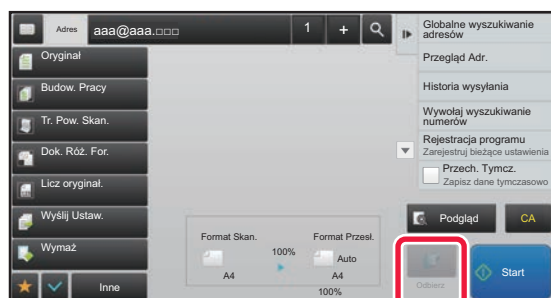 Adres
aaa@aaa.□□□
1
+
Oryginał
Budow. Pracy
Tr. Pow. Skan.
Dok. Róż. For.
Licz oryginał.
Wyślij Ustaw.
Wymaż
Inne
Format Skan.
100%
Format Przesł.
Auto
A4
A4
100%
Globalne wyszukiwanie
adresów
Przegląd Adr.
Historia wysyłania
Wywołaj wyszukiwanie
numerów
Rejestracja programu
Zarejestruj bieżące ustawienia
Przech. Tymcz.
Zapisz dane tymczasowo
Podgląd
CA
Odbierz
Start